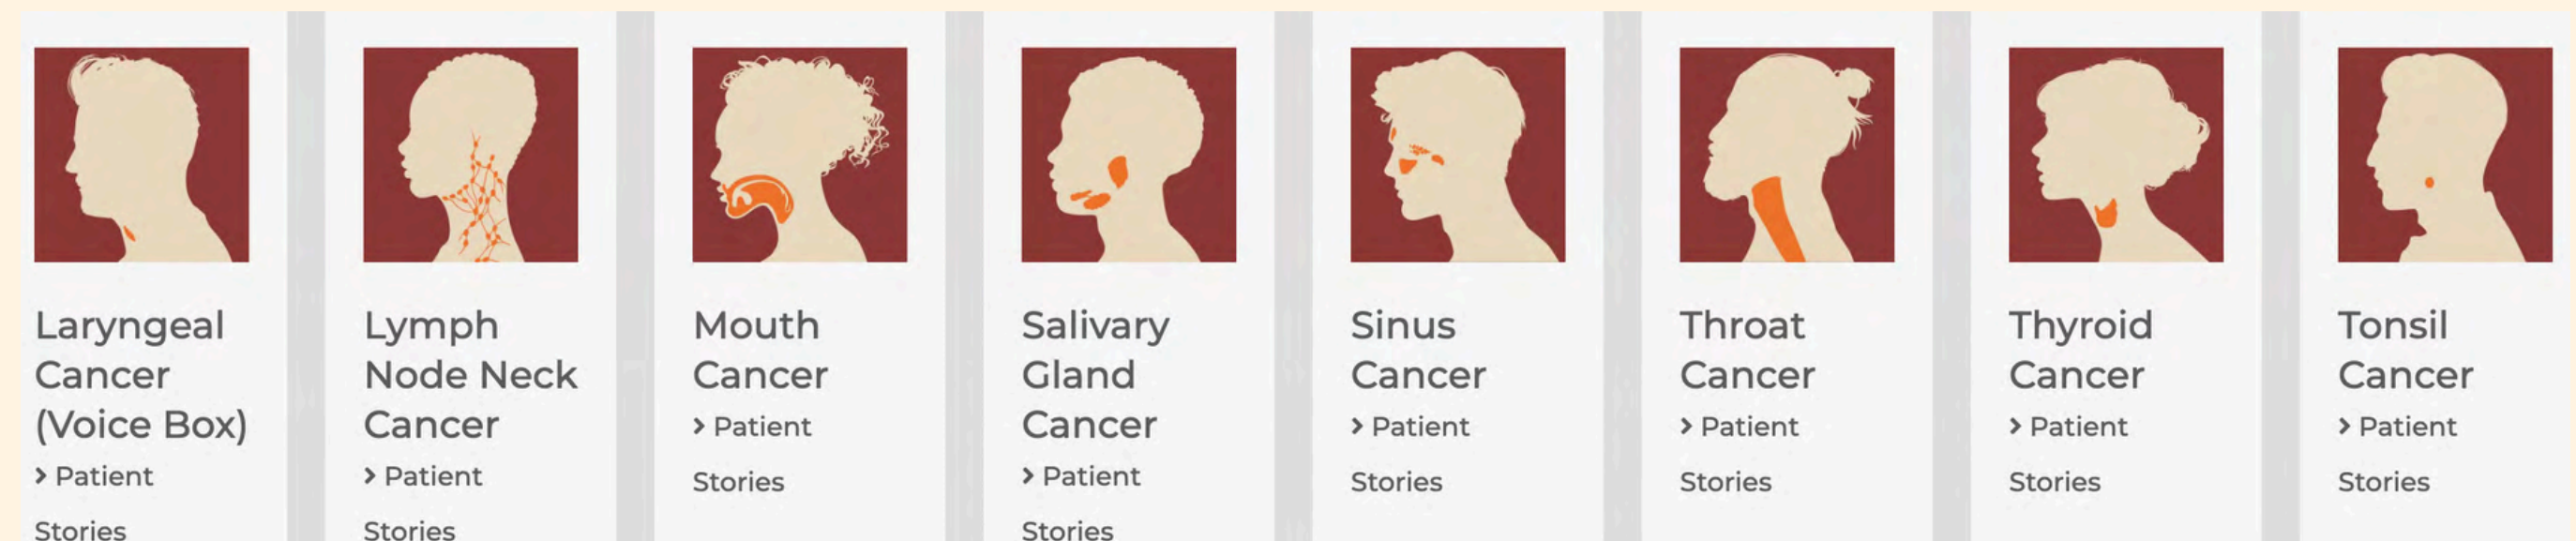 Laryngeal
Cancer
(Voice Box)
> Patient
Stories
Lymph
Node Neck
Cancer
> Patient
Stories
Mouth
Cancer
> Patient
Stories
Salivary
Gland
Cancer
> Patient
Stories
Sinus
Cancer
> Patient
Stories
Throat
Cancer
> Patient
Stories
Thyroid
Cancer
> Patient
Stories
Tonsil
Cancer
> Patient
Stories